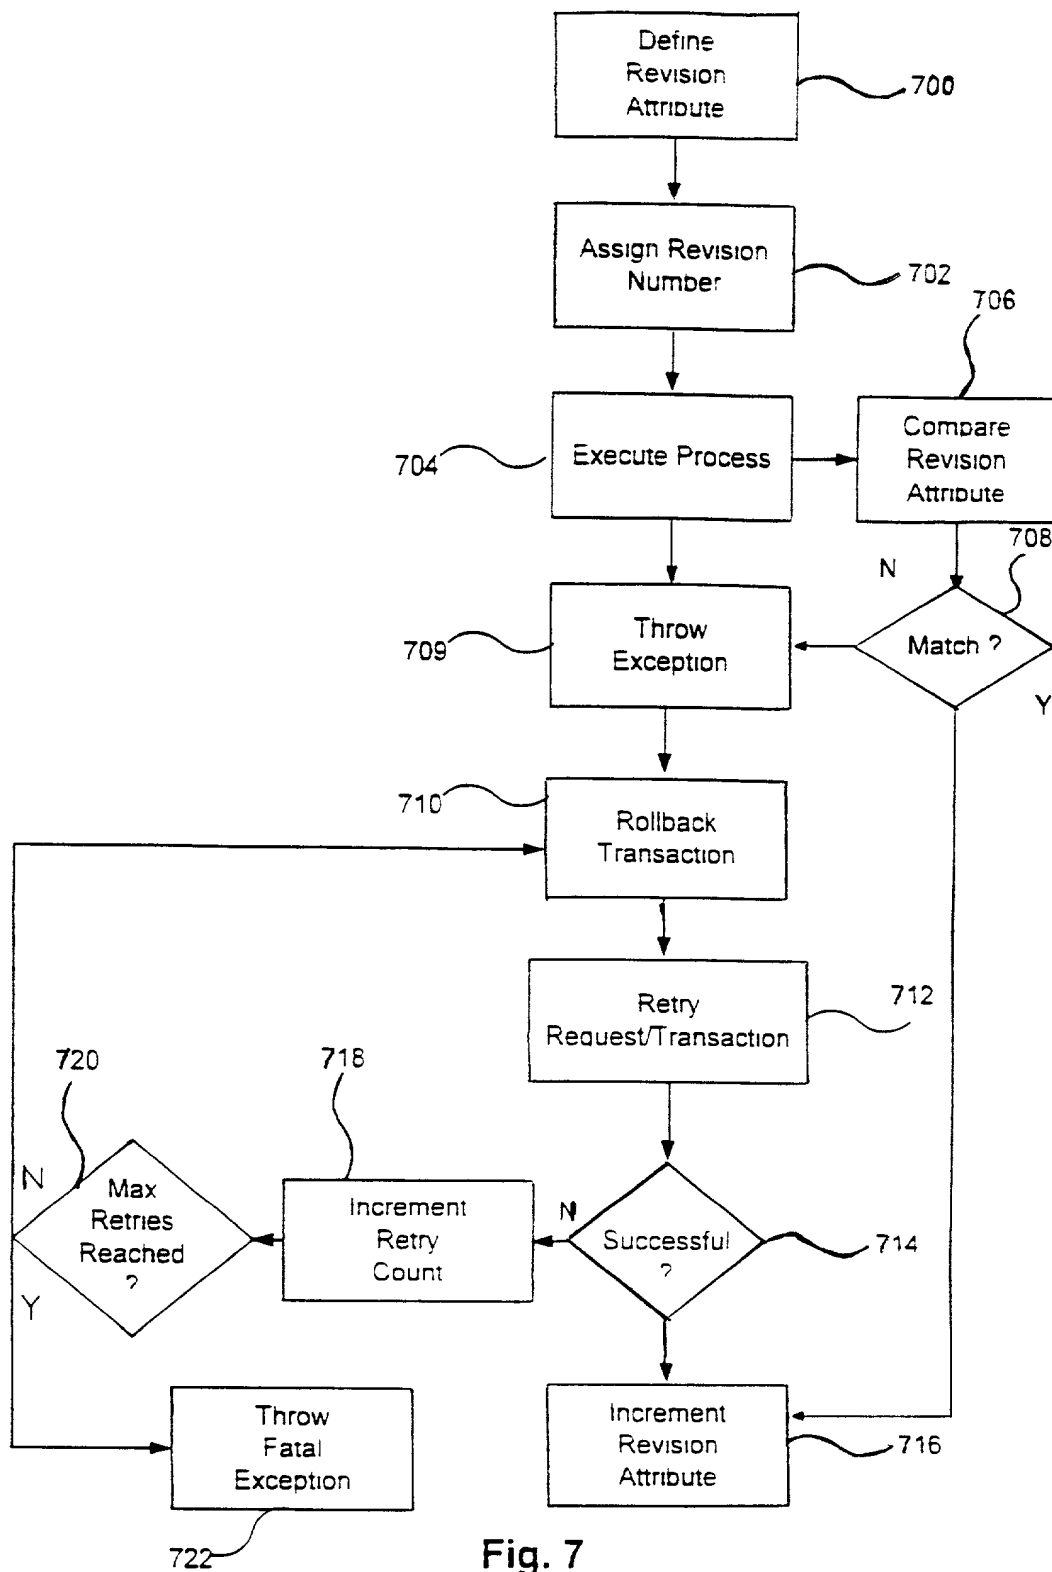 Define
Revision
Attribute
700
Assign Revision
Number
702
706
Execute Process
704
Compare
Revision
Attribute
708
N
Match ?
Y
Throw
Exception
709
710
Rollback
Transaction
Retry
Request/Transaction
712
720
718
N
Max
Retries
Reached
?
Y
Increment
Retry
Count
N
Successful
?
714
Throw
Fatal
Exception
722
Increment
Revision
Attribute
716
Fig. 7